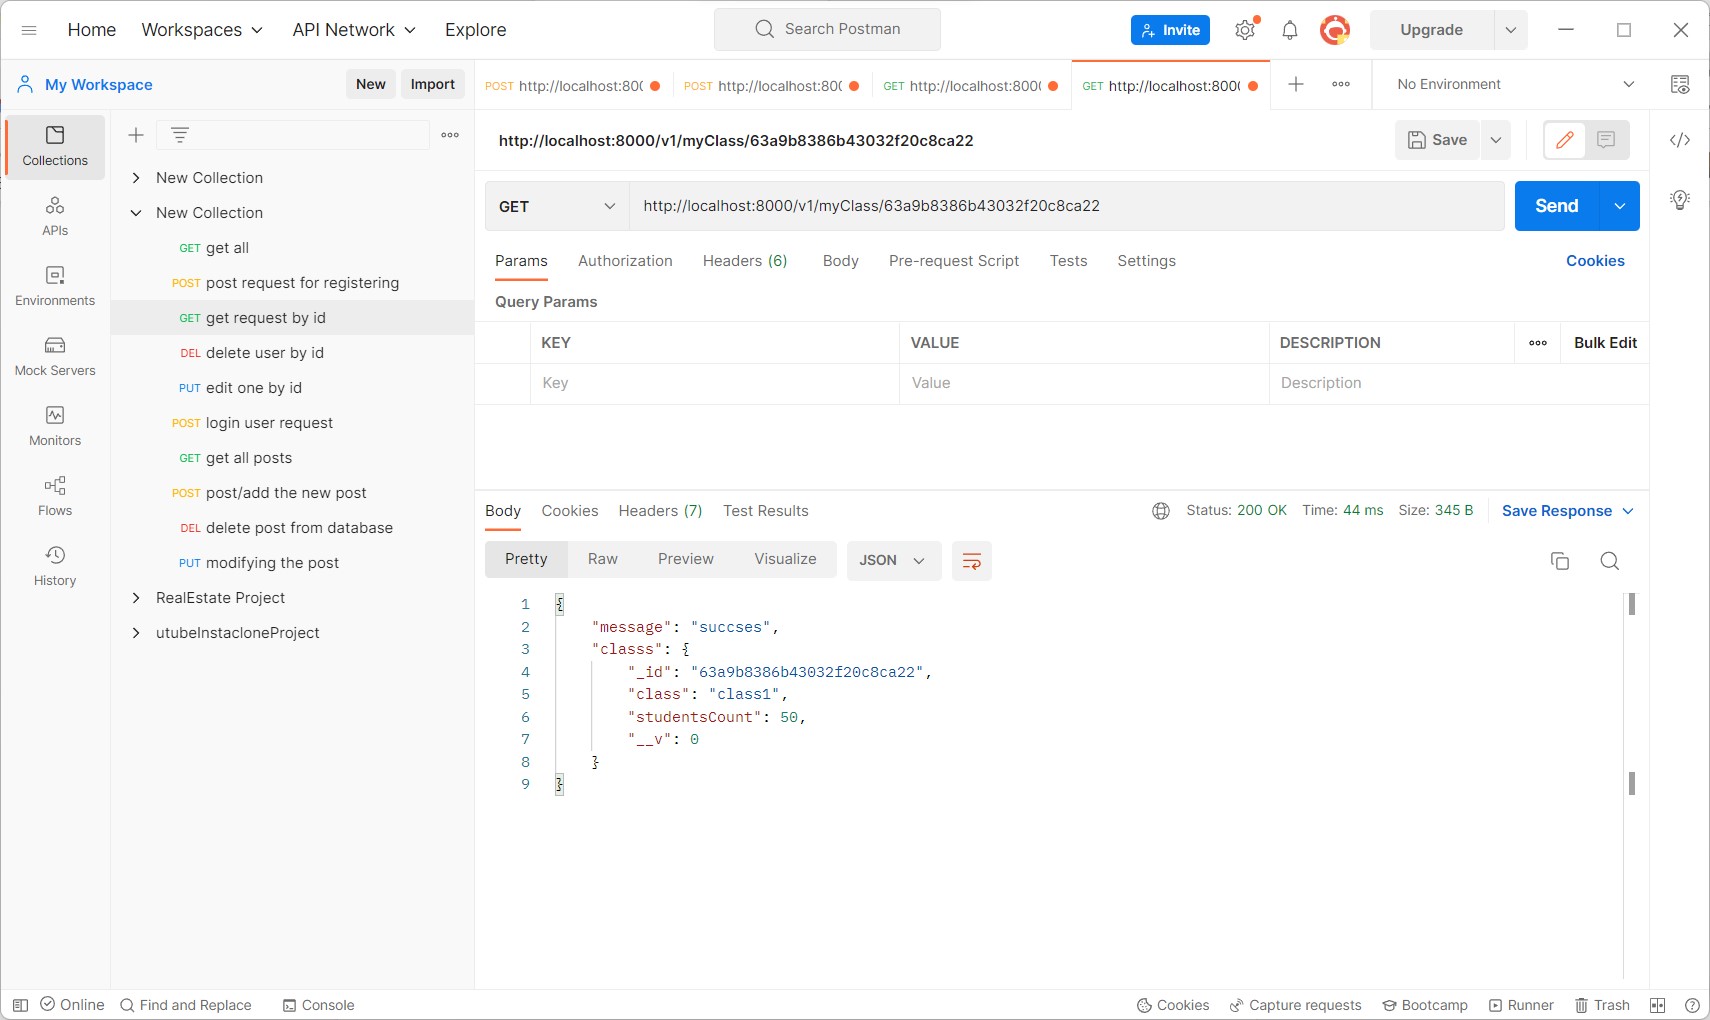 Home Workspaces API Network Explore Search Postman Invite Upgrade
My Workspace New Import POST http://localhost:800 POST http://localhost:800 GET http://localhost:8000 GET http://localhost:8000 No Environment
Collections
APIs
Environments
Mock Servers
Monitors
Flows
History
New Collection
New Collection
GET get all
POST post request for registering
GET get request by id
DEL delete user by id
PUT edit one by id
POST login user request
GET get all posts
POST post/add the new post
DEL delete post from database
PUT modifying the post
RealEstate Project
utubeInstacloneProject
http://localhost:8000/v1/myClass/63a9b8386b43032f20c8ca22 Save
GET http://localhost:8000/v1/myClass/63a9b8386b43032f20c8ca22 Send
Params Authorization Headers (6) Body Pre-request Script Tests Settings Cookies
Query Params
KEY VALUE DESCRIPTION Bulk Edit
Key Value Description
Body Cookies Headers (7) Test Results Status: 200 OK Time: 44 ms Size: 345 B Save Response
Pretty Raw Preview Visualize JSON
1 {
2 "message": "succses",
3 "classs": {
4 "_id": "63a9b8386b43032f20c8ca22",
5 "class": "class1",
6 "studentsCount": 50,
7 "__v": 0
8 }
9 }
Online Find and Replace Console Cookies Capture requests Bootcamp Runner Trash